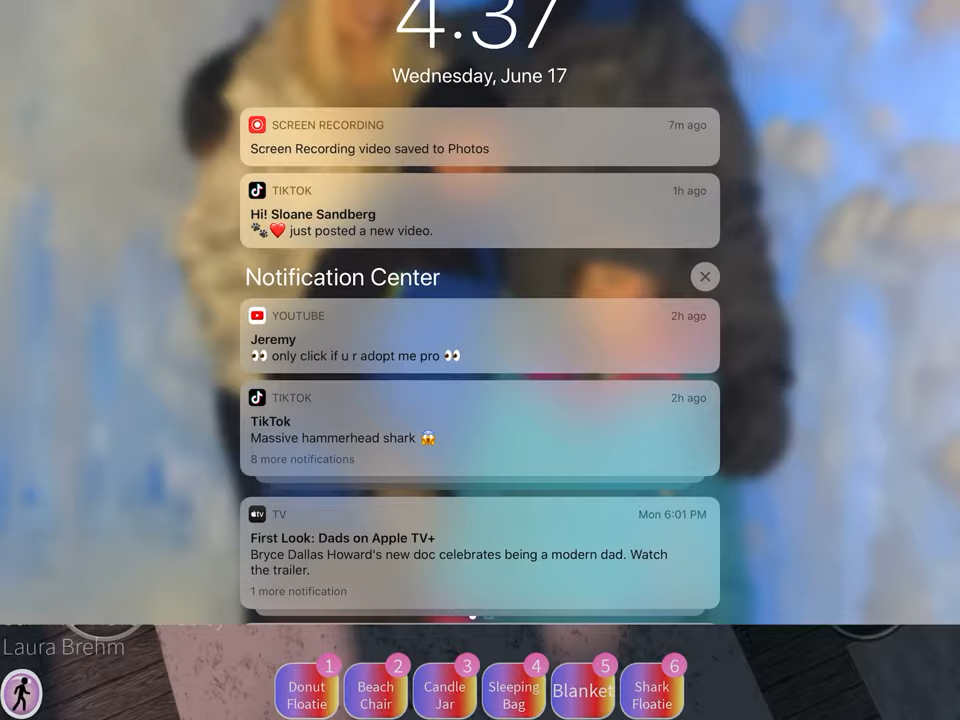 4:37
Wednesday, June 17
SCREEN RECORDING 7m ago
Screen Recording video saved to Photos
TIKTOK 1h ago
Hi! Sloane Sandberg
🐾❤️ just posted a new video.
Notification Center
YOUTUBE 2h ago
Jeremy
👀 only click if u r adopt me pro 👀
TIKTOK 2h ago
TikTok
Massive hammerhead shark 😱
8 more notifications
tv TV Mon 6:01 PM
First Look: Dads on Apple TV+
Bryce Dallas Howard's new doc celebrates being a modern dad. Watch
the trailer.
1 more notification
Laura Brehm
1 2 3 4 5 6
Donut Floatie
Beach Chair
Candle Jar
Sleeping Bag
Blanket
Shark Floatie